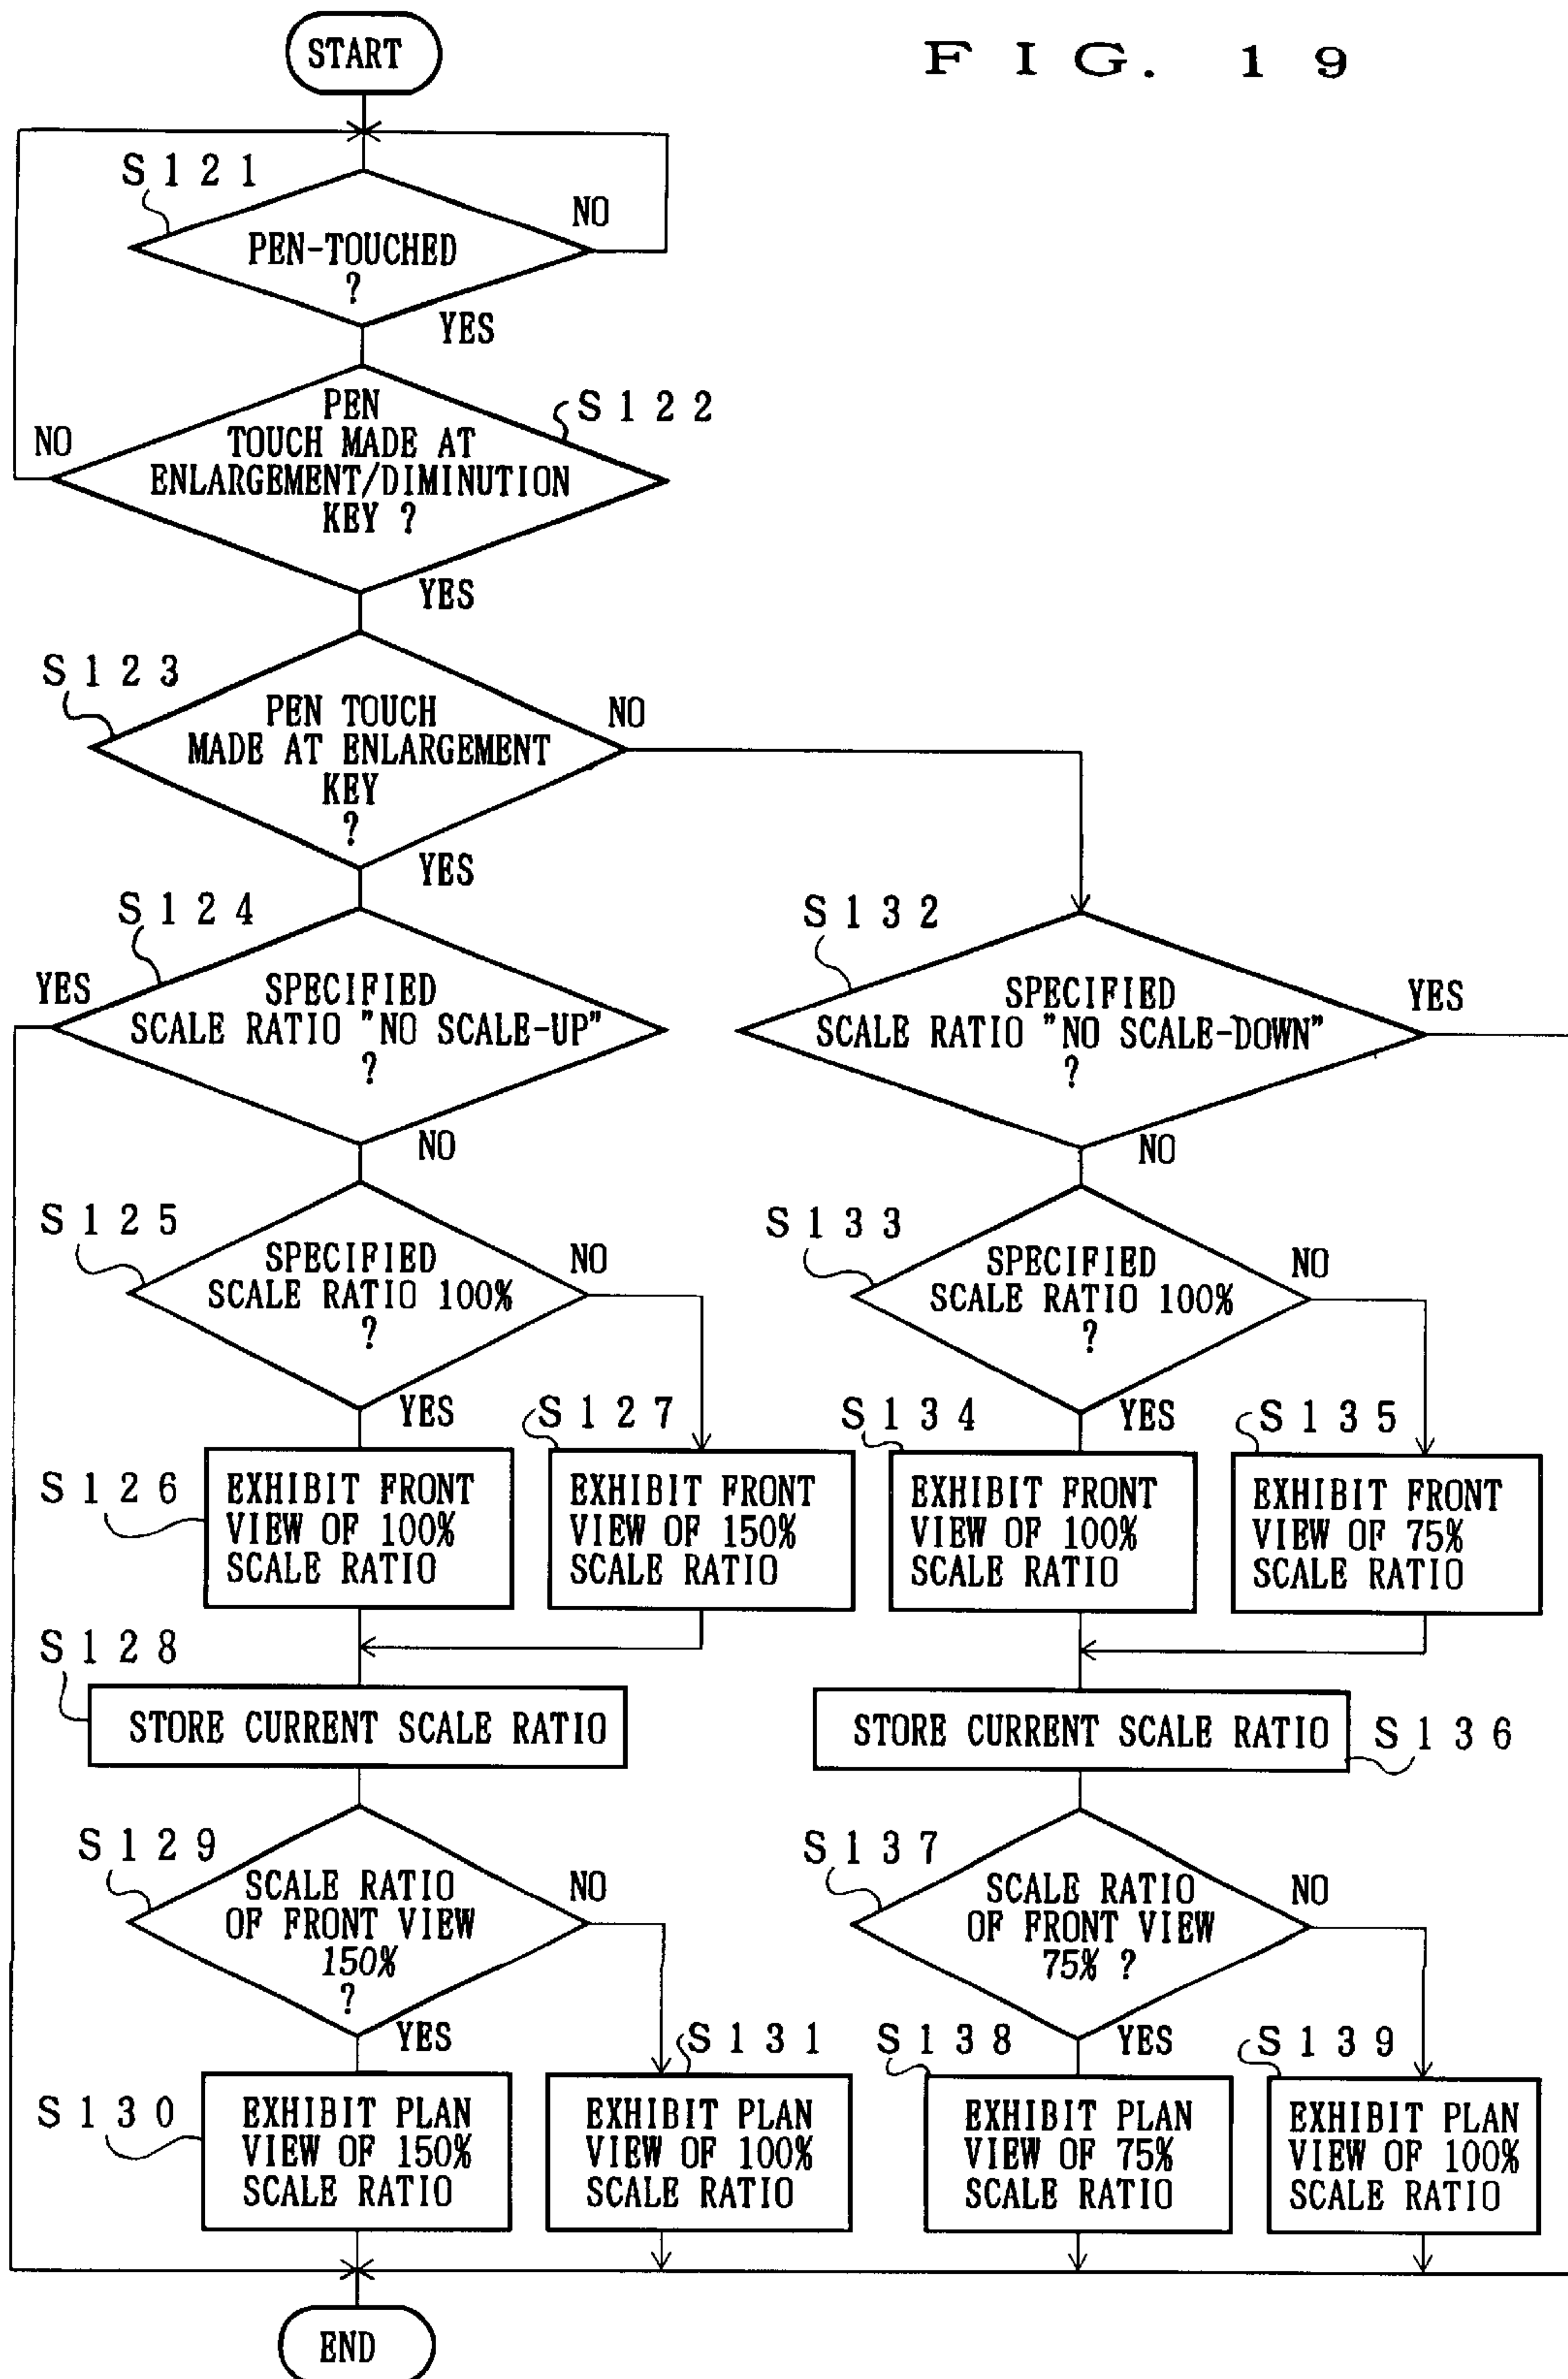 START
F I G. 1 9
S 1 2 1
NO
PEN-TOUCHED
?
YES
S 1 2 2
PEN
TOUCH MADE AT
ENLARGEMENT/DIMINUTION
KEY ?
NO
YES
S 1 2 3
PEN TOUCH
MADE AT ENLARGEMENT
KEY
?
NO
YES
S 1 2 4
YES
SPECIFIED
SCALE RATIO "NO SCALE-UP"
?
NO
S 1 3 2
SPECIFIED
SCALE RATIO "NO SCALE-DOWN"
?
YES
NO
S 1 2 5
SPECIFIED
SCALE RATIO 100%
?
NO
YES
S 1 3 3
SPECIFIED
SCALE RATIO 100%
?
NO
YES
S 1 2 6
EXHIBIT FRONT
VIEW OF 100%
SCALE RATIO
S 1 2 7
EXHIBIT FRONT
VIEW OF 150%
SCALE RATIO
S 1 3 4
EXHIBIT FRONT
VIEW OF 100%
SCALE RATIO
S 1 3 5
EXHIBIT FRONT
VIEW OF 75%
SCALE RATIO
S 1 2 8
STORE CURRENT SCALE RATIO
STORE CURRENT SCALE RATIO
S 1 3 6
S 1 2 9
SCALE RATIO
OF FRONT VIEW
150%
?
NO
YES
S 1 3 7
SCALE RATIO
OF FRONT VIEW
75% ?
NO
YES
S 1 3 0
EXHIBIT PLAN
VIEW OF 150%
SCALE RATIO
S 1 3 1
EXHIBIT PLAN
VIEW OF 100%
SCALE RATIO
S 1 3 8
EXHIBIT PLAN
VIEW OF 75%
SCALE RATIO
S 1 3 9
EXHIBIT PLAN
VIEW OF 100%
SCALE RATIO
END